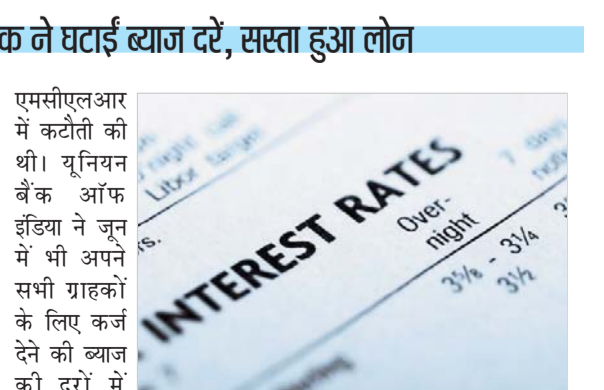 ने घटाईं ब्याज दरें, सस्ता हुआ लोन
एमसीएलआर
में कटौती की
थी। यूनियन
बैंक ऑफ
इंडिया ने जून
में भी अपने
सभी ग्राहकों
के लिए कर्ज
देने की ब्याज
की दरों में
Libor
INTEREST RATES
Over-
night
3⅝ - 3¼
3½